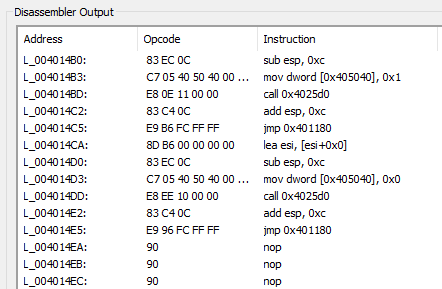 Disassembler Output
Address Opcode Instruction
L_004014B0: 83 EC 0C sub esp, 0xc
L_004014B3: C7 05 40 50 40 00 ... mov dword [0x405040], 0x1
L_004014BD: E8 0E 11 00 00 call 0x4025d0
L_004014C2: 83 C4 0C add esp, 0xc
L_004014C5: E9 B6 FC FF FF jmp 0x401180
L_004014CA: 8D B6 00 00 00 00 lea esi, [esi+0x0]
L_004014D0: 83 EC 0C sub esp, 0xc
L_004014D3: C7 05 40 50 40 00 ... mov dword [0x405040], 0x0
L_004014DD: E8 EE 10 00 00 call 0x4025d0
L_004014E2: 83 C4 0C add esp, 0xc
L_004014E5: E9 96 FC FF FF jmp 0x401180
L_004014EA: 90 nop
L_004014EB: 90 nop
L_004014EC: 90 nop